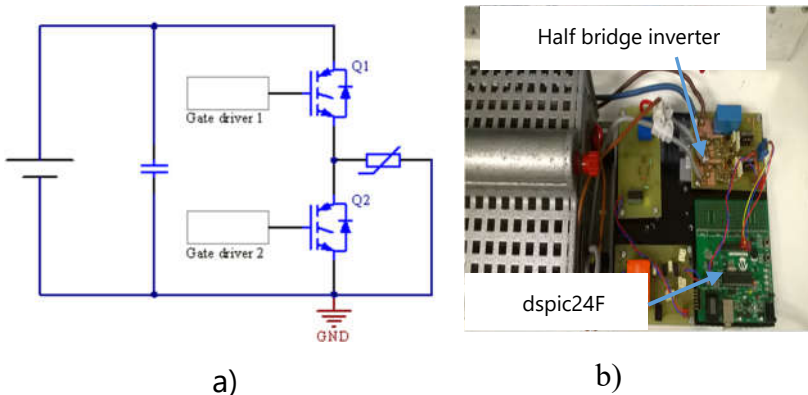 Q1
Gate driver 1
Q2
Gate driver 2
GND
a)
Half bridge inverter
dspic24F
b)